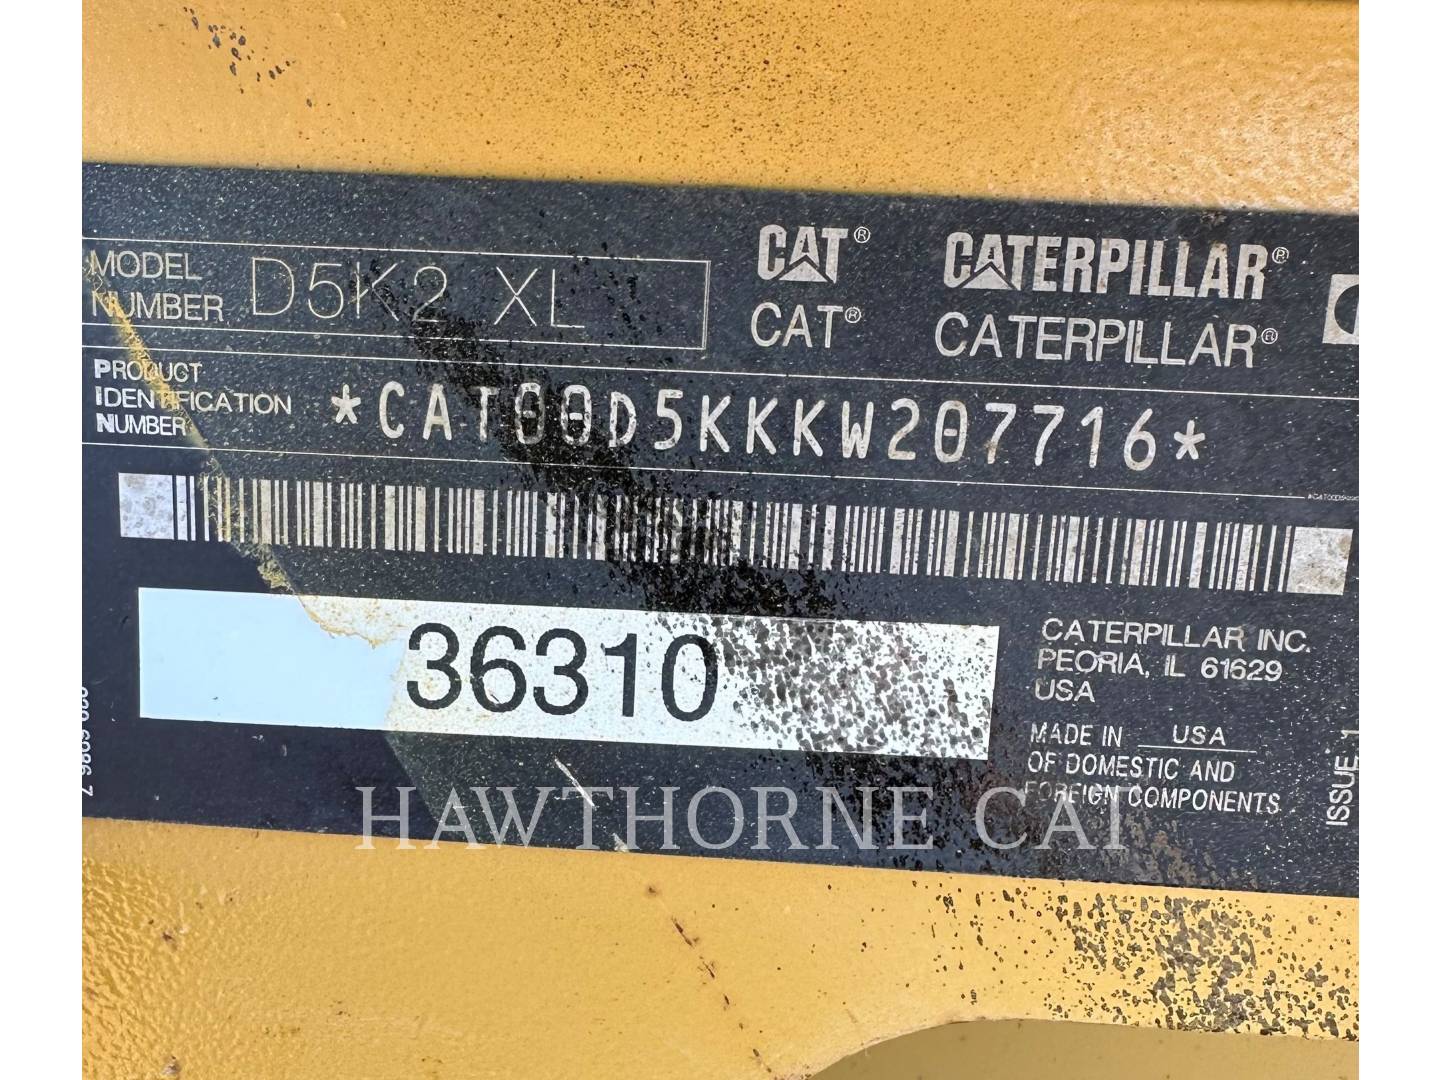 MODEL NUMBER D5K2 XL
CAT® CATERPILLAR®
CAT® CATERPILLAR®
PRODUCT IDENTIFICATION NUMBER *CAT00D5KKKW207716*
36310
CATERPILLAR INC.
PEORIA, IL 61629
USA
MADE IN USA
OF DOMESTIC AND
FOREIGN COMPONENTS
ISSUE 1
HAWTHORNE CAT